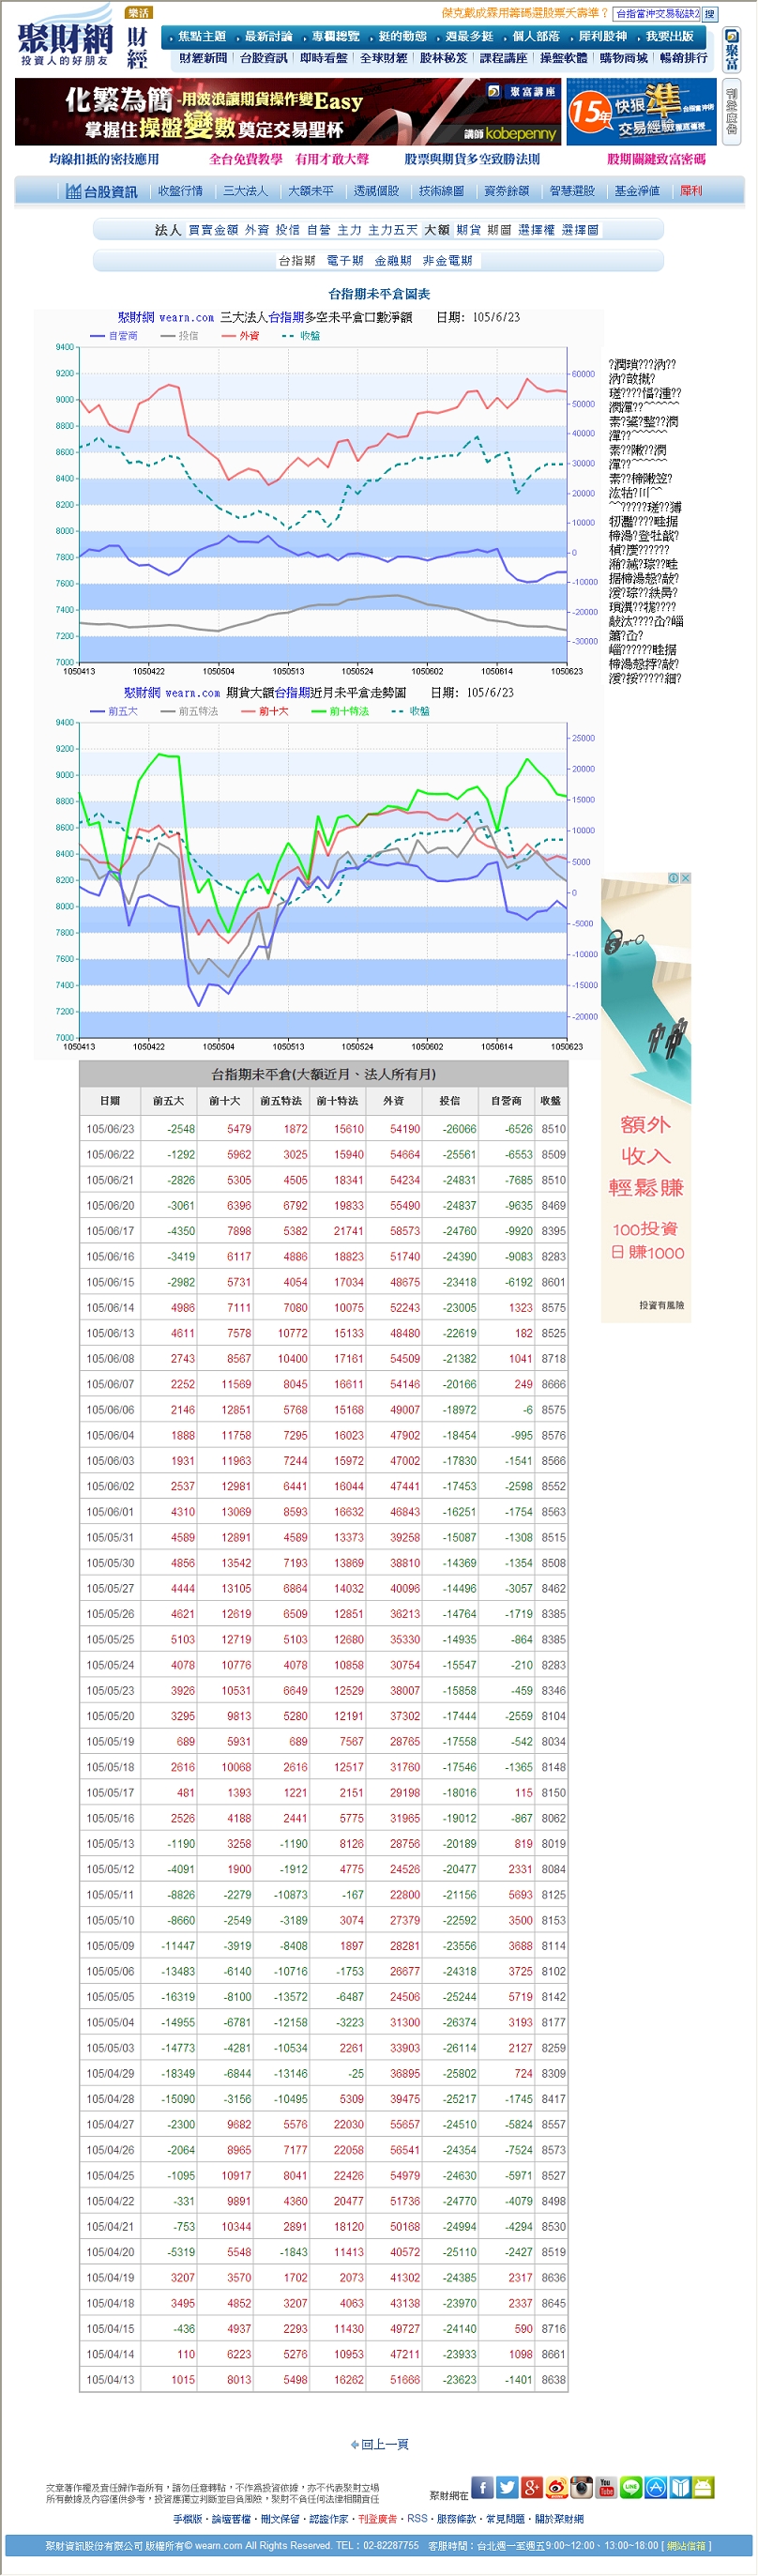 樂活
傑克戴成霖用籌碼選股票夭壽準？ 台指當沖交易秘訣2 搜
聚財網
投資人的好朋友
財經
焦點主題 最新討論 專欄總覽 挺的動態 週最多挺 個人部落 犀利股神 我要出版
財經新聞 台股資訊 即時看盤 全球財經 股林秘笈 課程講座 操盤軟體 購物商城 暢銷排行
聚富
化繁為簡-用波浪讓期貨操作變Easy
掌握住操盤變數奠定交易聖杯
聚富講座
講師kobepenny
15年 快狠準 台指當沖術
交易經驗
刊登廣告
均線扣抵的密技應用 全台免費教學 有用才敢大聲 股票與期貨多空致勝法則 股期關鍵致富密碼
台股資訊 收盤行情 三大法人 大額未平 透視個股 技術線圖 資券餘額 智慧選股 基金淨值 犀利
法人 買賣金額 外資 投信 自營 主力 主力五天 大額 期貨 期圖 選擇權 選擇圖
台指期 電子期 金融期 非金電期
台指期未平倉圖表
聚財網 wearn.com 三大法人台指期多空未平倉口數淨額 日期: 105/6/23
自營商 投信 外資 收盤
9400
9200
9000
8800
8600
8400
8200
8000
7800
7600
7400
7200
7000
60000
50000
40000
30000
20000
10000
0
-10000
-20000
-30000
1050413 1050422 1050504 1050513 1050524 1050602 1050614 1050623
聚財網 wearn.com 期貨大額台指期近月未平倉走勢圖 日期: 105/6/23
前五大 前五特法 前十大 前十特法 收盤
9400
9200
9000
8800
8600
8400
8200
8000
7800
7600
7400
7200
7000
25000
20000
15000
10000
5000
0
-5000
-10000
-15000
-20000
1050413 1050422 1050504 1050513 1050524 1050602 1050614 1050623
額外
收入
輕鬆賺
100投資
日賺1000
投資有風險
台指期未平倉(大額近月、法人所有月)
日期 前五大 前十大 前五特法 前十特法 外資 投信 自營商 收盤
105/06/23 -2548 5479 1872 15610 54190 -26066 -6526 8510
105/06/22 -1292 5962 3025 15940 54664 -25561 -6553 8509
105/06/21 -2826 5305 4505 18341 54234 -24831 -7685 8510
105/06/20 -3061 6396 6792 19833 55490 -24837 -9635 8469
105/06/17 -4350 7898 5382 21741 58573 -24760 -9920 8395
105/06/16 -3419 6117 4886 18823 51740 -24390 -9083 8283
105/06/15 -2982 5731 4054 17034 48675 -23418 -6192 8601
105/06/14 4986 7111 7080 10075 52243 -23005 1323 8575
105/06/13 4611 7578 10772 15133 48480 -22619 182 8525
105/06/08 2743 8567 10400 17161 54509 -21382 1041 8718
105/06/07 2252 11569 8045 16611 54146 -20166 249 8666
105/06/06 2146 12851 5768 15168 49007 -18972 -6 8575
105/06/04 1888 11758 7295 16023 47902 -18454 -995 8576
105/06/03 1931 11963 7244 15972 47002 -17830 -1541 8566
105/06/02 2537 12981 6441 16044 47441 -17453 -2598 8552
105/06/01 4310 13069 8593 16632 46843 -16251 -1754 8563
105/05/31 4589 12891 4589 13373 39258 -15087 -1308 8515
105/05/30 4856 13542 7193 13869 38810 -14369 -1354 8508
105/05/27 4444 13105 6864 14032 40096 -14496 -3057 8462
105/05/26 4621 12619 6509 12851 36213 -14764 -1719 8385
105/05/25 5103 12719 5103 12680 35330 -14935 -864 8385
105/05/24 4078 10776 4078 10858 30754 -15547 -210 8283
105/05/23 3926 10531 6649 12529 38007 -15858 -459 8346
105/05/20 3295 9813 5280 12191 37302 -17444 -2559 8104
105/05/19 689 5931 689 7567 28765 -17558 -542 8034
105/05/18 2616 10068 2616 12517 31760 -17546 -1365 8148
105/05/17 481 1393 1221 2151 29198 -18016 115 8150
105/05/16 2526 4188 2441 5775 31965 -19012 -867 8062
105/05/13 -1190 3258 -1190 8126 28756 -20189 819 8019
105/05/12 -4091 1900 -1912 4775 24526 -20477 2331 8084
105/05/11 -8826 -2279 -10873 -167 22800 -21156 5693 8125
105/05/10 -8660 -2549 -3189 3074 27379 -22592 3500 8153
105/05/09 -11447 -3919 -8408 1897 28281 -23556 3688 8114
105/05/06 -13483 -6140 -10716 -1753 26677 -24318 3725 8102
105/05/05 -16319 -8100 -13572 -6487 24506 -25244 5719 8142
105/05/04 -14955 -6781 -12158 -3223 31300 -26374 3193 8177
105/05/03 -14773 -4281 -10534 2261 33903 -26114 2127 8259
105/04/29 -18349 -6844 -13146 -25 36895 -25802 724 8309
105/04/28 -15090 -3156 -10495 5309 39475 -25217 -1745 8417
105/04/27 -2300 9682 5576 22030 55657 -24510 -5824 8557
105/04/26 -2064 8965 7177 22058 56541 -24354 -7524 8573
105/04/25 -1095 10917 8041 22426 54979 -24630 -5971 8527
105/04/22 -331 9891 4360 20477 51736 -24770 -4079 8498
105/04/21 -753 10344 2891 18120 50168 -24994 -4294 8530
105/04/20 -5319 5548 -1843 11413 40572 -25110 -2427 8519
105/04/19 3207 3570 1702 2073 41302 -24385 2317 8636
105/04/18 3495 4852 3207 4063 43138 -23970 2337 8645
105/04/15 -436 4937 2293 11430 49727 -24140 590 8716
105/04/14 110 6223 5276 10953 47211 -23933 1098 8661
105/04/13 1015 8013 5498 16262 51666 -23623 -1401 8638
回上一頁
文章著作權及責任歸作者所有，請勿任意轉貼，不作為投資依據，亦不代表聚財立場
所有數據及內容僅供參考，投資應獨立判斷並自負風險，聚財不負任何法律相關責任
聚財網在
手機版．論壇舊檔．刪文保留．認證作家．刊登廣告．RSS．服務條款．常見問題．關於聚財網
聚財資訊股份有限公司 版權所有© wearn.com All Rights Reserved. TEL：02-82287755 客服時間：台北週一至週五9:00~12:00、13:00~18:00 [ 網站信箱 ]